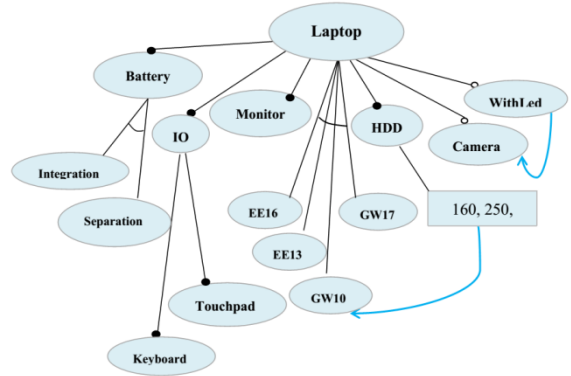 Laptop
Battery
IO
Monitor
HDD
WithLed
Camera
Integration
Separation
EE16
EE13
GW10
GW17
160, 250,
Touchpad
Keyboard